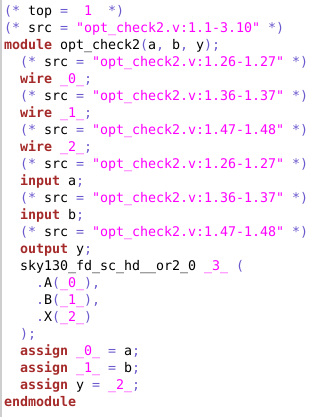 (* top =  1  *)
(* src = "opt_check2.v:1.1-3.10" *)
module opt_check2(a, b, y);
  (* src = "opt_check2.v:1.26-1.27" *)
  wire _0_;
  (* src = "opt_check2.v:1.36-1.37" *)
  wire _1_;
  (* src = "opt_check2.v:1.47-1.48" *)
  wire _2_;
  (* src = "opt_check2.v:1.26-1.27" *)
  input a;
  (* src = "opt_check2.v:1.36-1.37" *)
  input b;
  (* src = "opt_check2.v:1.47-1.48" *)
  output y;
  sky130_fd_sc_hd__or2_0 _3_ (
    .A(_0_),
    .B(_1_),
    .X(_2_)
  );
  assign _0_ = a;
  assign _1_ = b;
  assign y = _2_;
endmodule